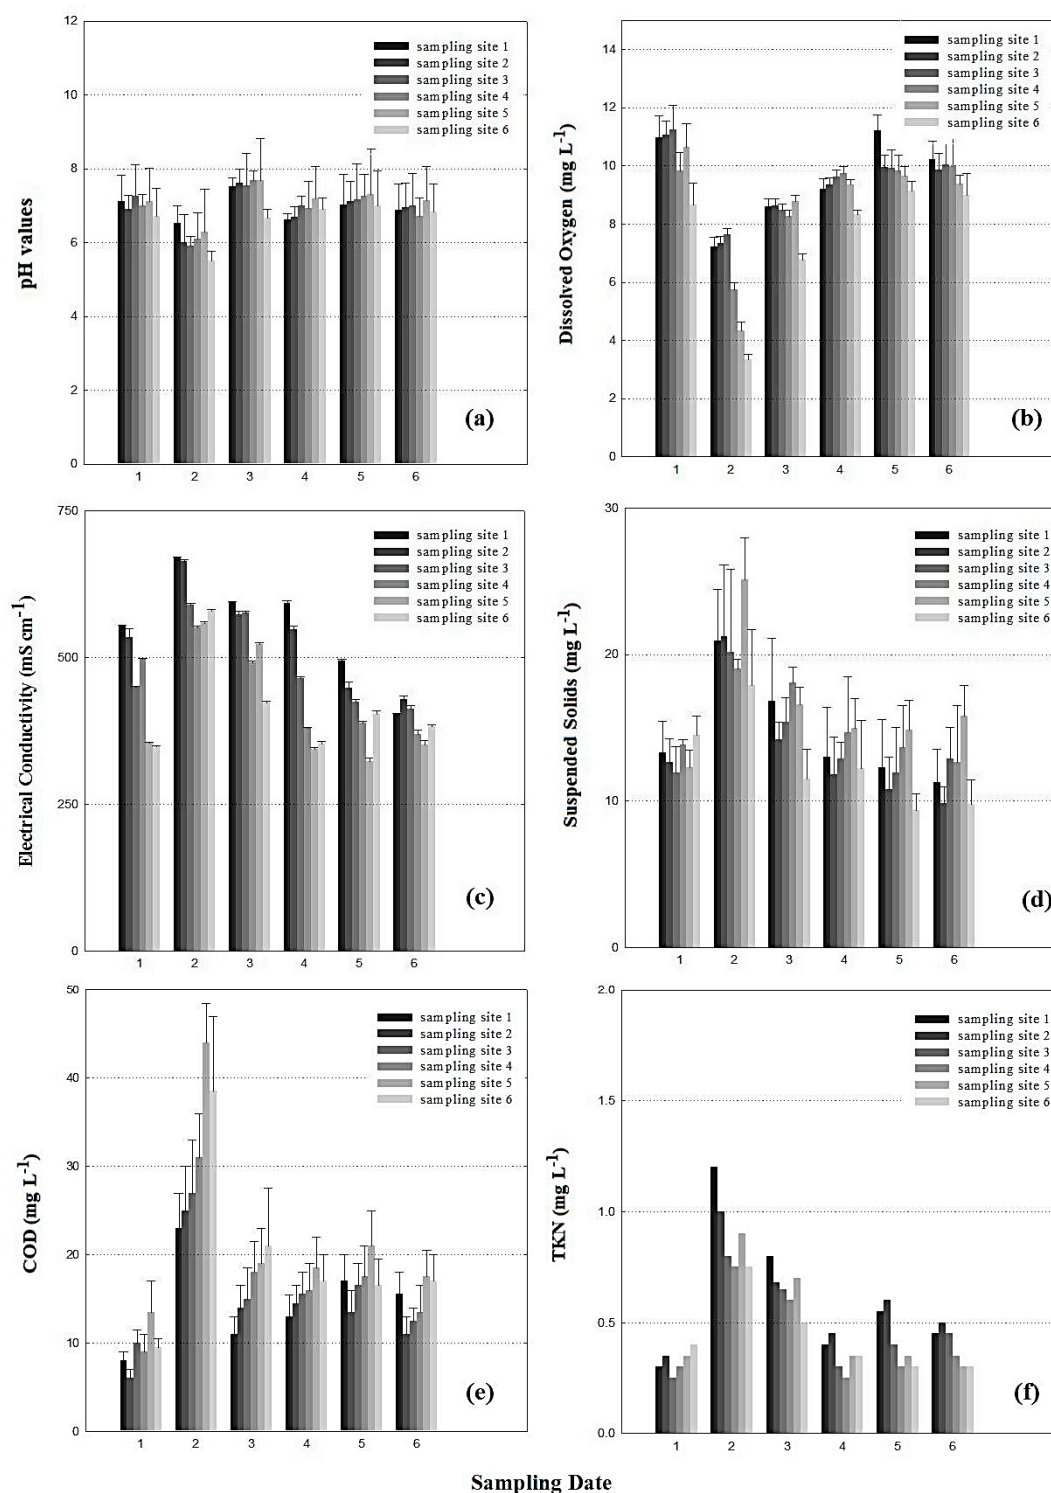 pH values
12
10
8
6
4
2
0
sampling site 1
sampling site 2
sampling site 3
sampling site 4
sampling site 5
sampling site 6
(a)
1 2 3 4 5 6
Dissolved Oxygen (mg L-1)
14
12
10
8
6
4
2
0
sampling site 1
sampling site 2
sampling site 3
sampling site 4
sampling site 5
sampling site 6
(b)
1 2 3 4 5 6
Electrical Conductivity (mS cm-1)
750
500
250
0
sampling site 1
sampling site 2
sampling site 3
sampling site 4
sampling site 5
sampling site 6
(c)
1 2 3 4 5 6
Suspended Solids (mg L-1)
30
20
10
0
sampling site 1
sampling site 2
sampling site 3
sampling site 4
sampling site 5
sampling site 6
(d)
1 2 3 4 5 6
COD (mg L-1)
50
40
30
20
10
0
sampling site 1
sampling site 2
sampling site 3
sampling site 4
sampling site 5
sampling site 6
(e)
1 2 3 4 5 6
TKN (mg L-1)
2.0
1.5
1.0
0.5
0.0
sampling site 1
sampling site 2
sampling site 3
sampling site 4
sampling site 5
sampling site 6
(f)
1 2 3 4 5 6
Sampling Date